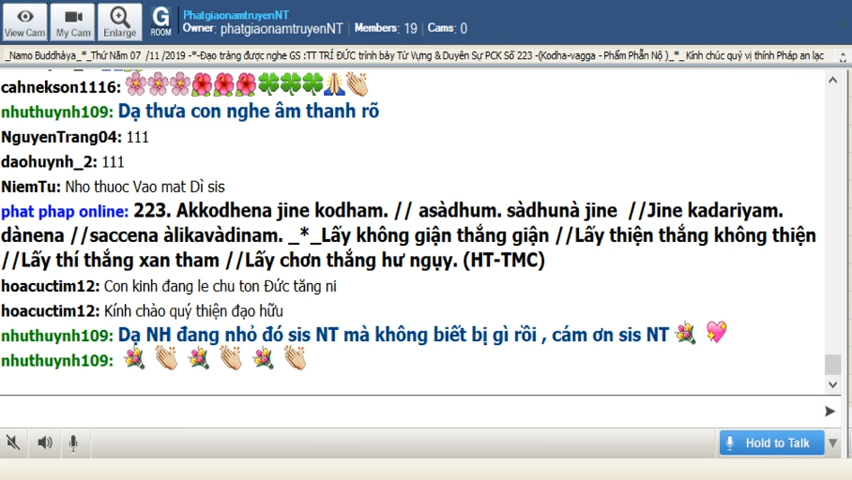 View Cam
My Cam
Enlarge
G
ROOM
PhatgiaonamtruyenNT
Owner: phatgiaonamtruyenNT | Members: 19 | Cams: 0
_Namo Buddhàya_*_Thứ Năm 07 /11 /2019 -*-Đạo tràng được nghe GS :TT TRÍ ĐỨC trình bày Từ Vựng & Duyên Sự PCK Số 223 -(Kodha-vagga - Phẩm Phẫn Nộ )_*_ Kính chúc quý vị thính Pháp an lạc
cahnekson1116:
nhuthuynh109: Dạ thưa con nghe âm thanh rõ
NguyenTrang04: 111
daohuynh_2: 111
NiemTu: Nho thuoc Vao mat Dì sis
phat phap online: 223. Akkodhena jine kodham. // asàdhum. sàdhunà jine //Jine kadariyam.
dànena //saccena àlikavàdinam. _*_Lấy không giận thắng giận //Lấy thiện thắng không thiện
//Lấy thí thắng xan tham //Lấy chơn thắng hư ngụy. (HT-TMC)
hoacuctim12: Con kinh đang le chu ton Đức tăng ni
hoacuctim12: Kính chào quý thiện đạo hữu
nhuthuynh109: Dạ NH đang nhỏ đó sis NT mà không biết bị gì rồi , cám ơn sis NT
nhuthuynh109:
Hold to Talk